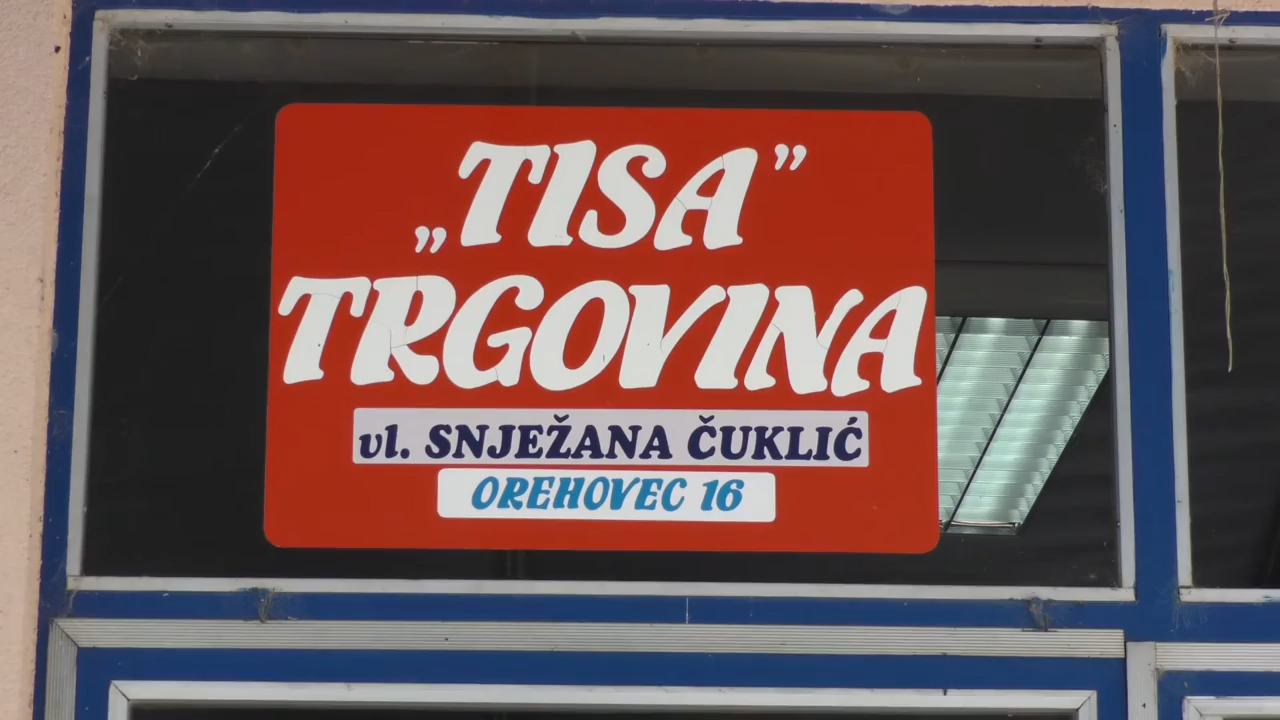 „TISA”
TRGOVINA
vl. SNJEŽANA ČUKLIĆ
OREHOVEC 16